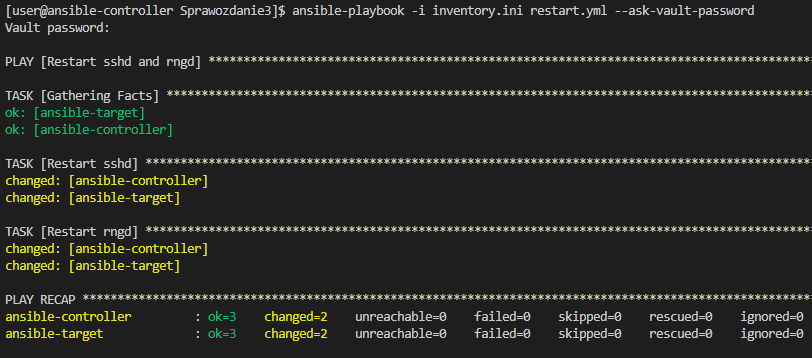 [user@ansible-controller Sprawozdanie3]$ ansible-playbook -i inventory.ini restart.yml --ask-vault-password
Vault password:
PLAY [Restart sshd and rngd] **************************************************************************************
TASK [Gathering Facts] ********************************************************************************************
ok: [ansible-target]
ok: [ansible-controller]
TASK [Restart sshd] ***********************************************************************************************
changed: [ansible-controller]
changed: [ansible-target]
TASK [Restart rngd] ***********************************************************************************************
changed: [ansible-controller]
changed: [ansible-target]
PLAY RECAP ********************************************************************************************************
ansible-controller         : ok=3    changed=2    unreachable=0    failed=0    skipped=0    rescued=0    ignored=0
ansible-target             : ok=3    changed=2    unreachable=0    failed=0    skipped=0    rescued=0    ignored=0